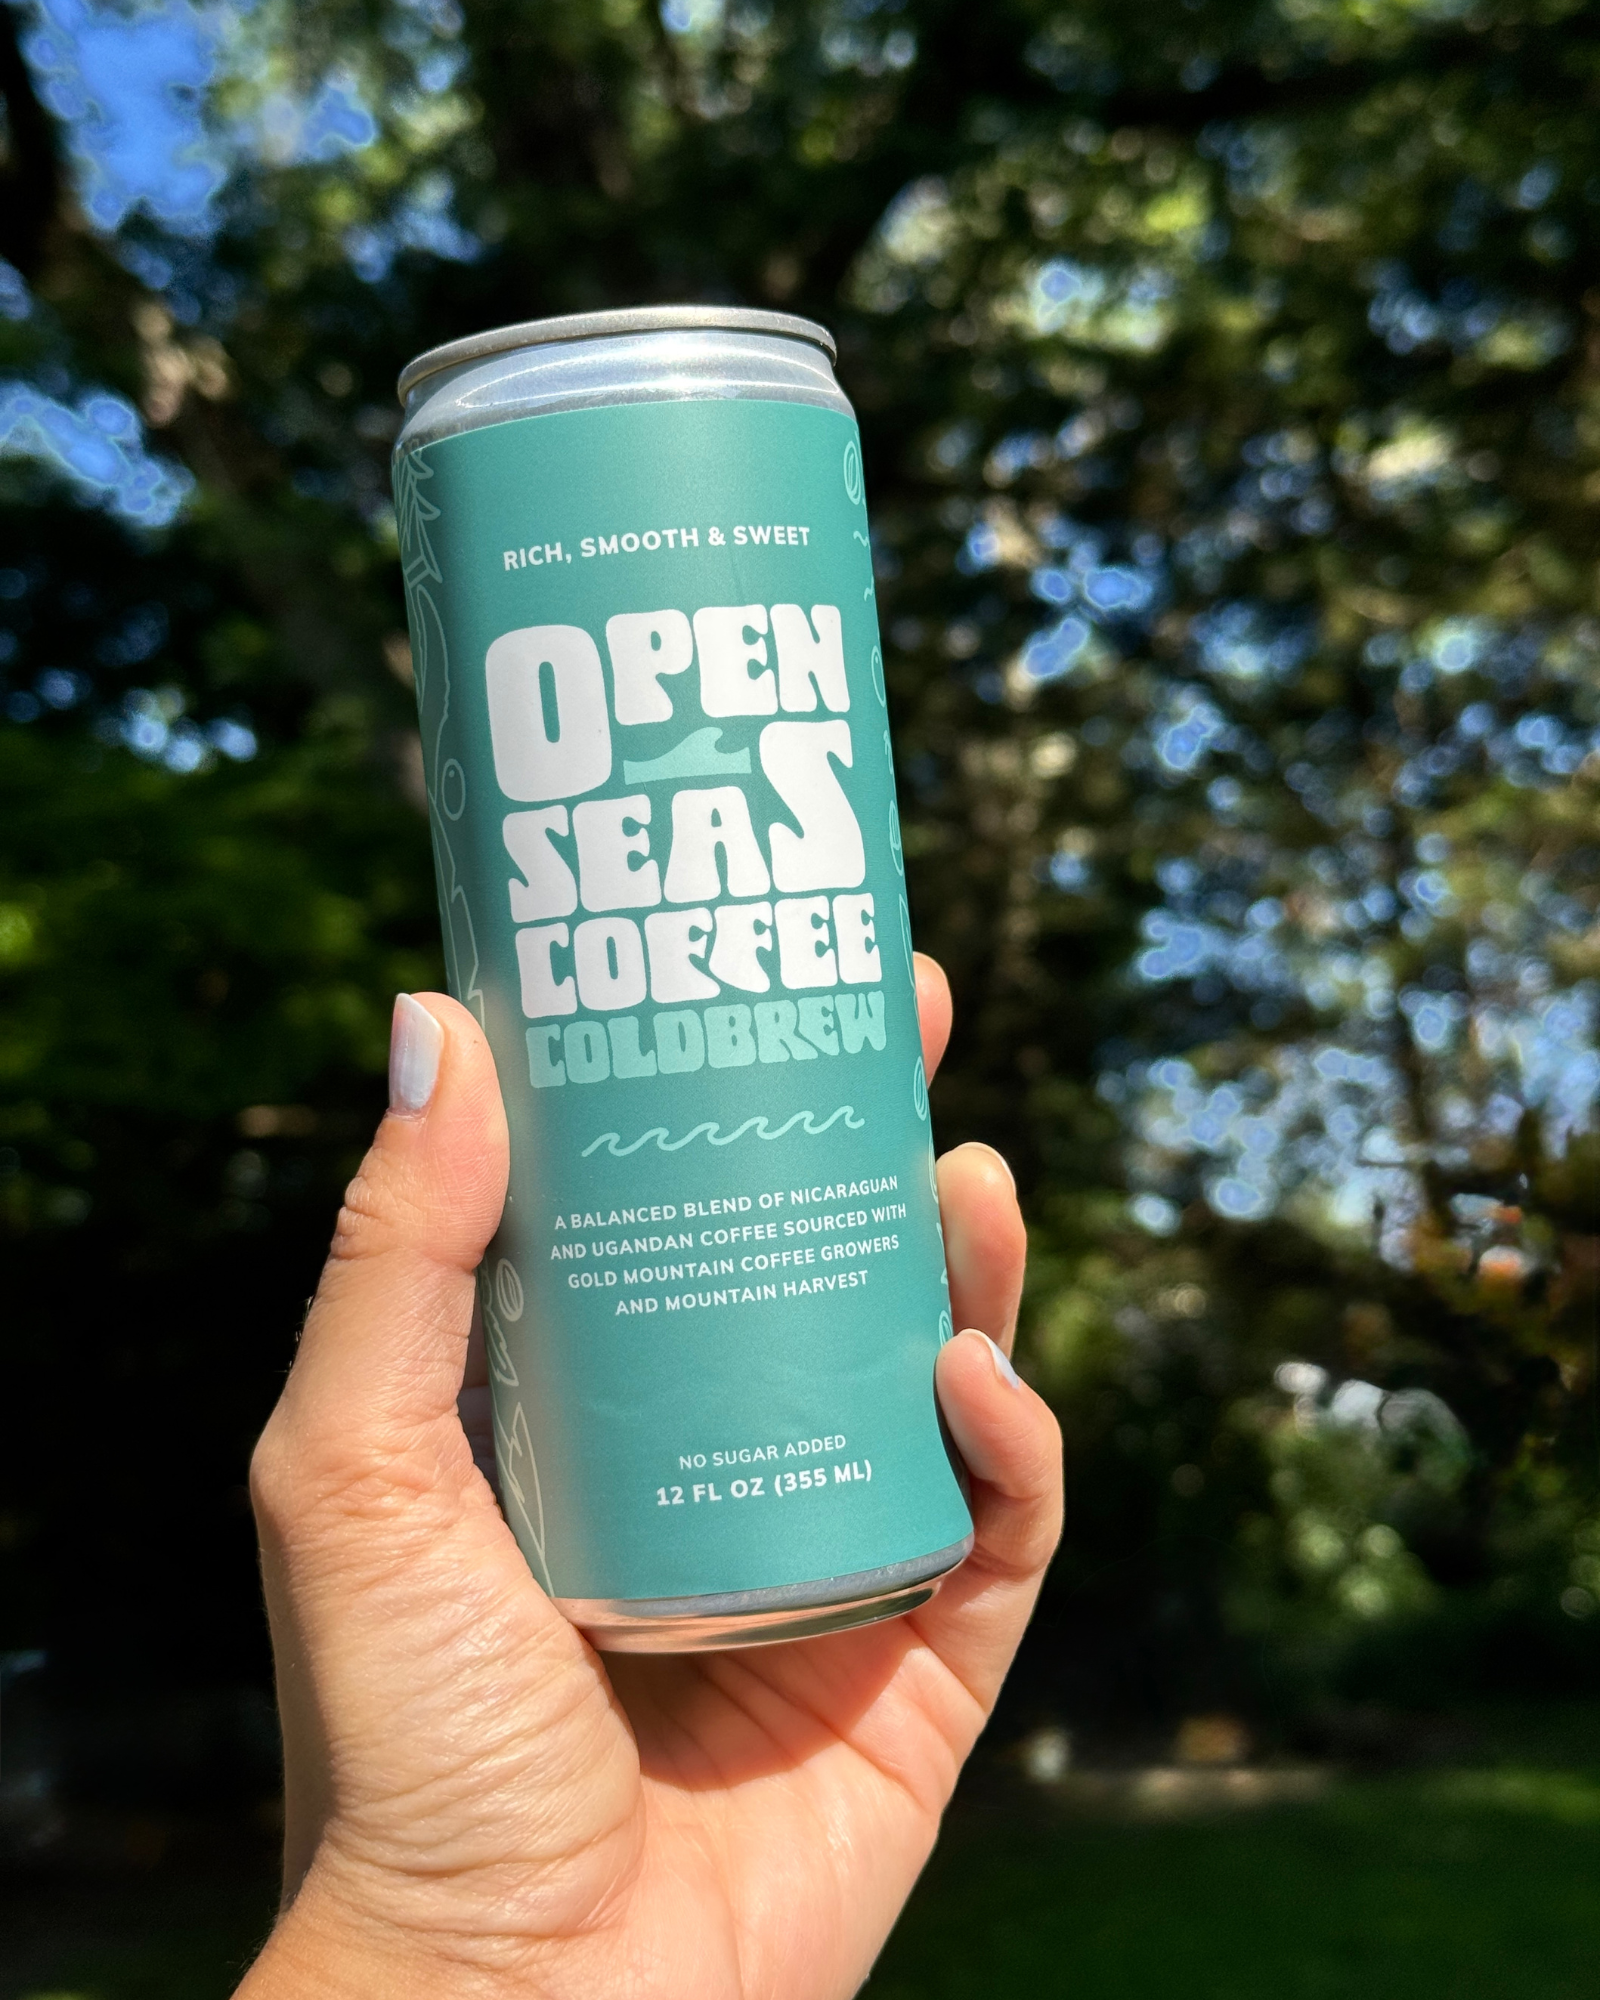 RICH, SMOOTH & SWEET
OPEN
SEAS
COFFEE
COLDBREW
A BALANCED BLEND OF NICARAGUAN
AND UGANDAN COFFEE SOURCED WITH
GOLD MOUNTAIN COFFEE GROWERS
AND MOUNTAIN HARVEST
NO SUGAR ADDED
12 FL OZ (355 ML)